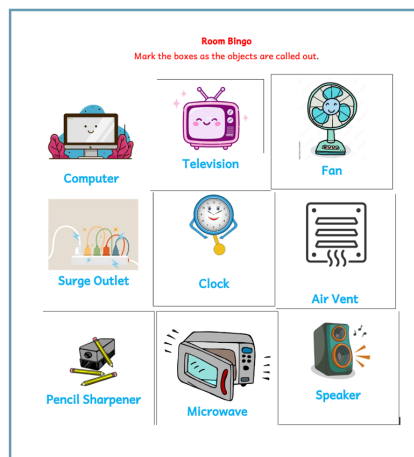 Room Bingo
Mark the boxes as the objects are called out.
Computer
Television
Fan
Surge Outlet
Clock
Air Vent
Pencil Sharpener
Microwave
Speaker